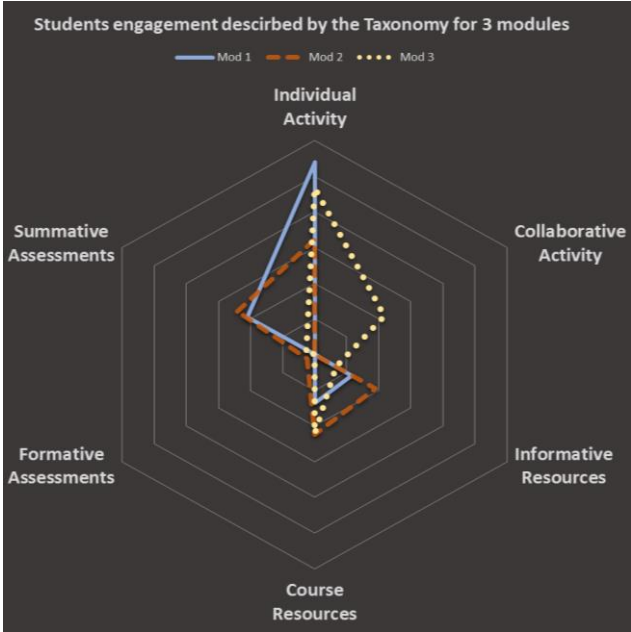 Students engagement descirbed by the Taxonomy for 3 modules
Mod 1 Mod 2 Mod 3
Individual
Activity
Summative
Assessments
Collaborative
Activity
Formative
Assessments
Informative
Resources
Course
Resources